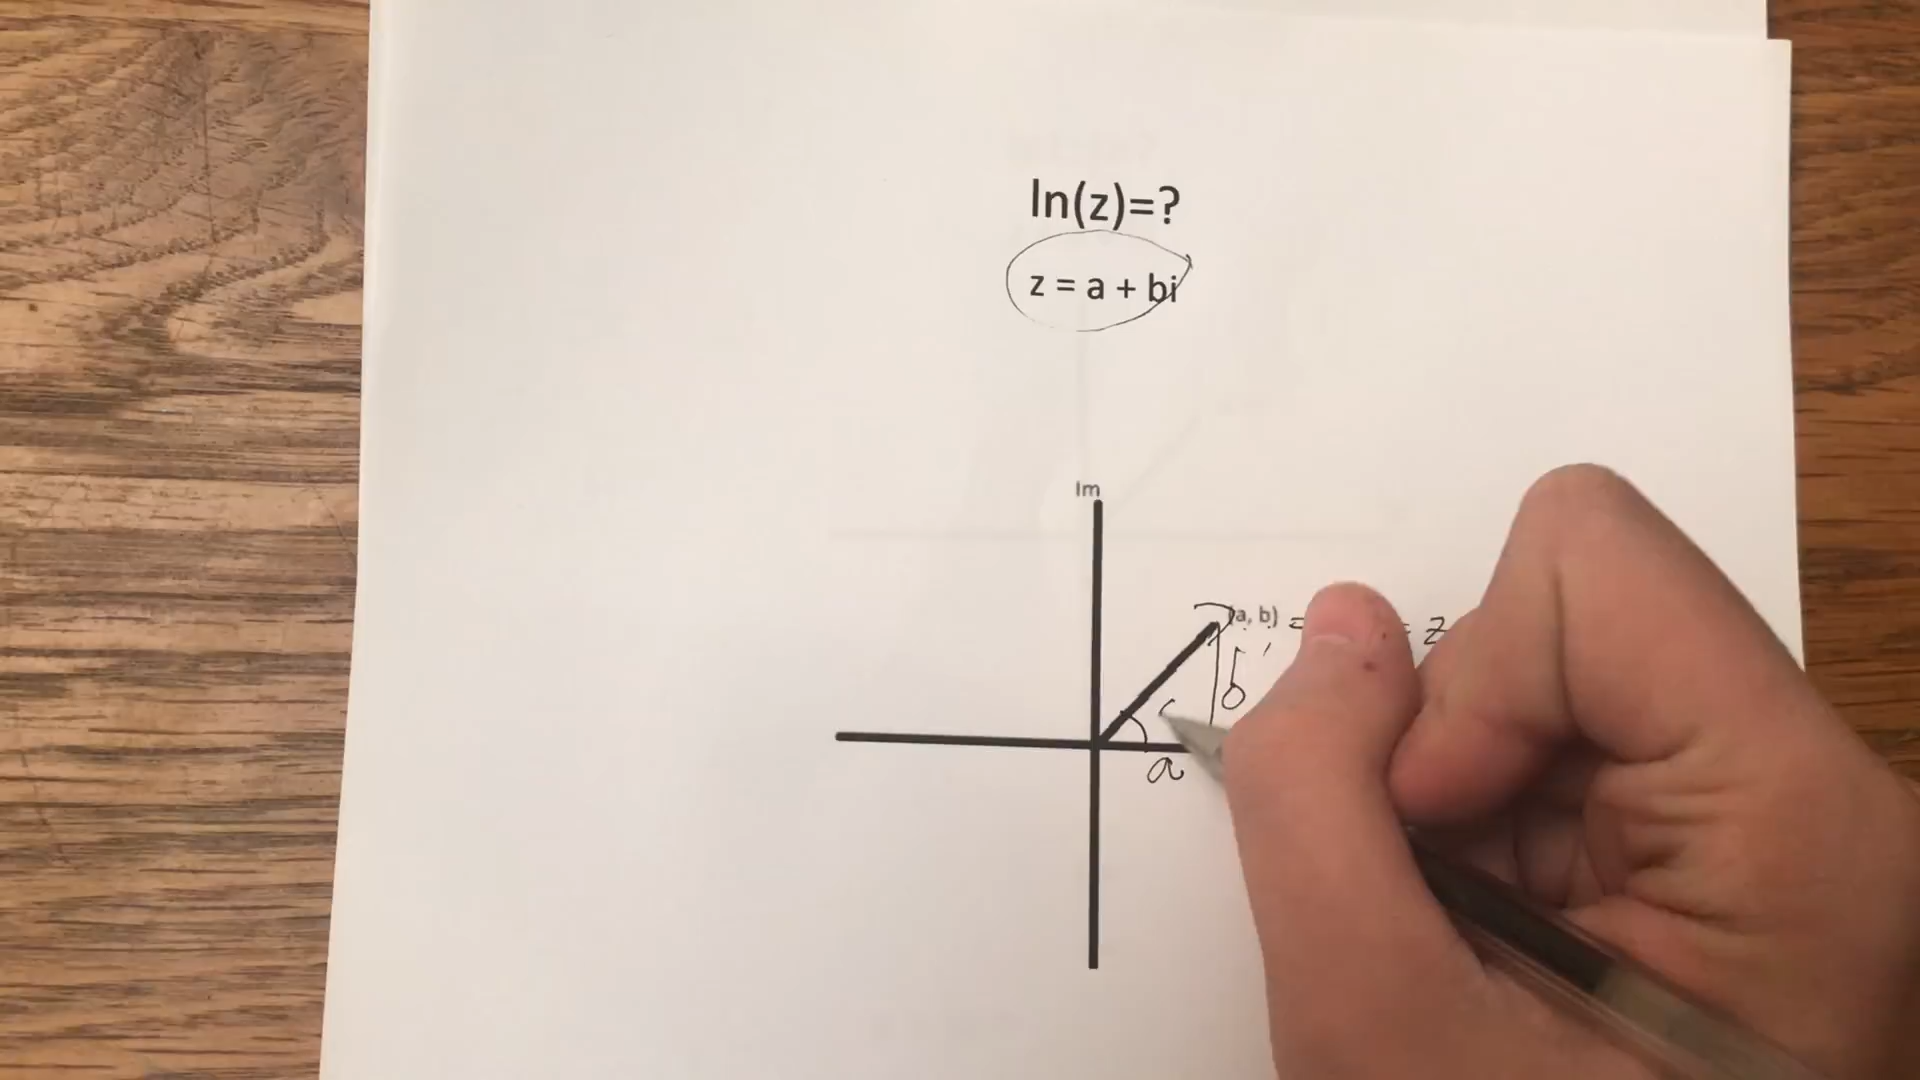 ln(z)=?
z = a + bi
Im
(a, b) = = z
b
a